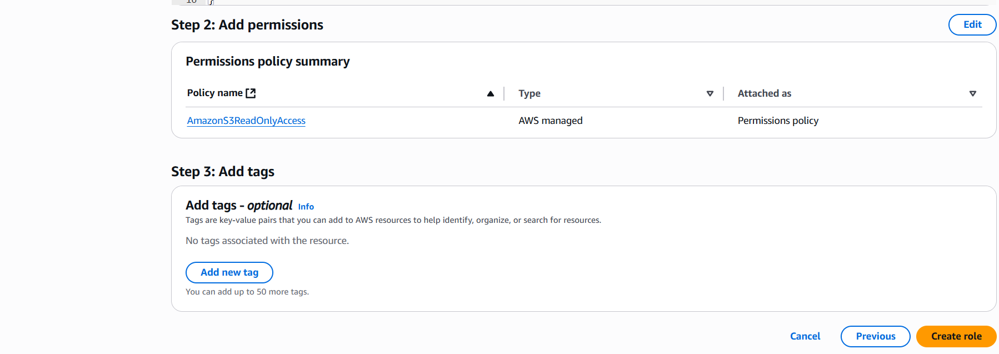 16 }
Step 2: Add permissions
Edit
Permissions policy summary
Policy name Type Attached as
AmazonS3ReadOnlyAccess AWS managed Permissions policy
Step 3: Add tags
Add tags - optional Info
Tags are key-value pairs that you can add to AWS resources to help identify, organize, or search for resources.
No tags associated with the resource.
Add new tag
You can add up to 50 more tags.
Cancel Previous Create role